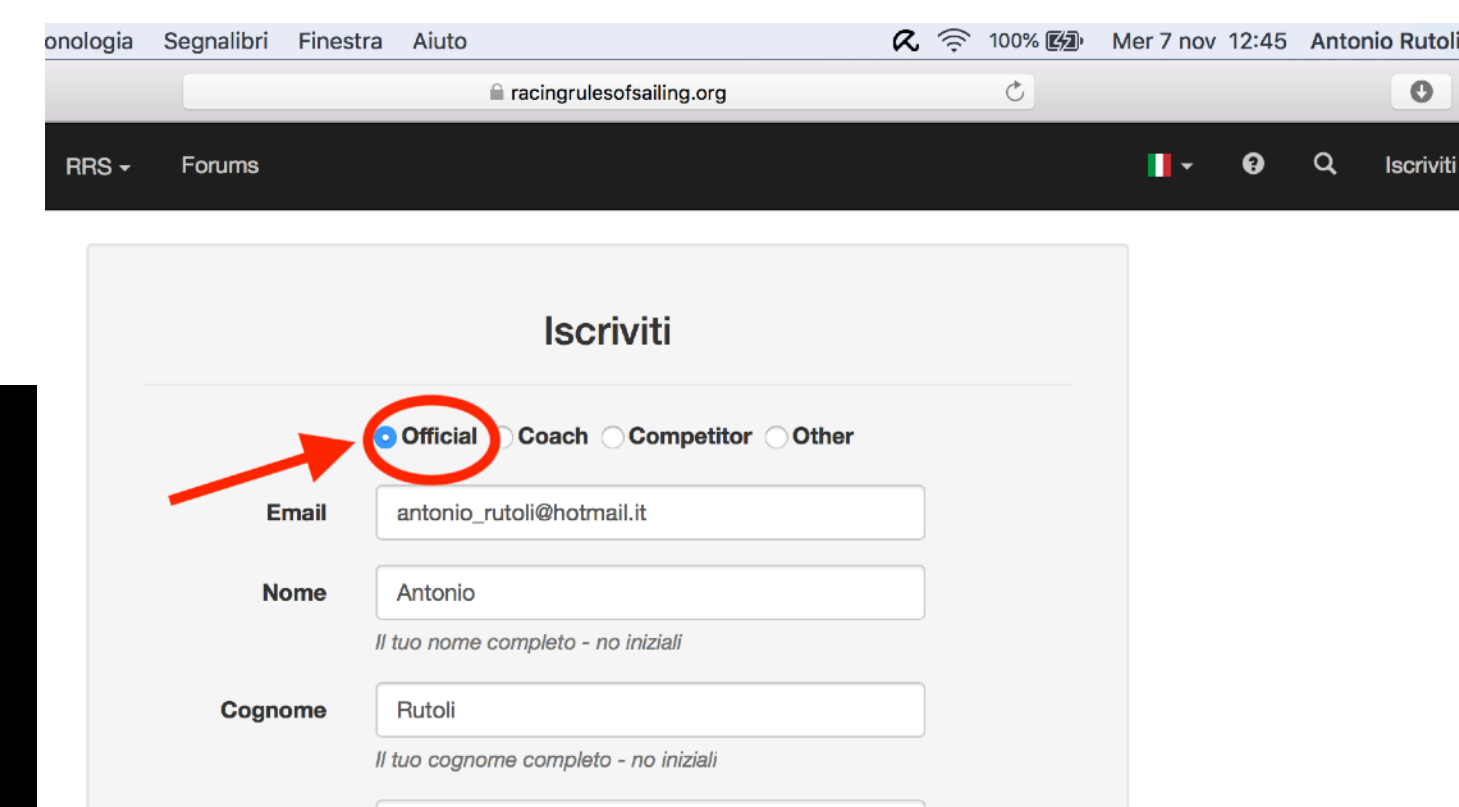 onologia Segnalibri Finestra Aiuto 100% Mer 7 nov 12:45 Antonio Rutoli
racingrulesofsailing.org
RRS Forums Iscriviti
Iscriviti
Official Coach Competitor Other
Email antonio_rutoli@hotmail.it
Nome Antonio
Il tuo nome completo - no iniziali
Cognome Rutoli
Il tuo cognome completo - no iniziali